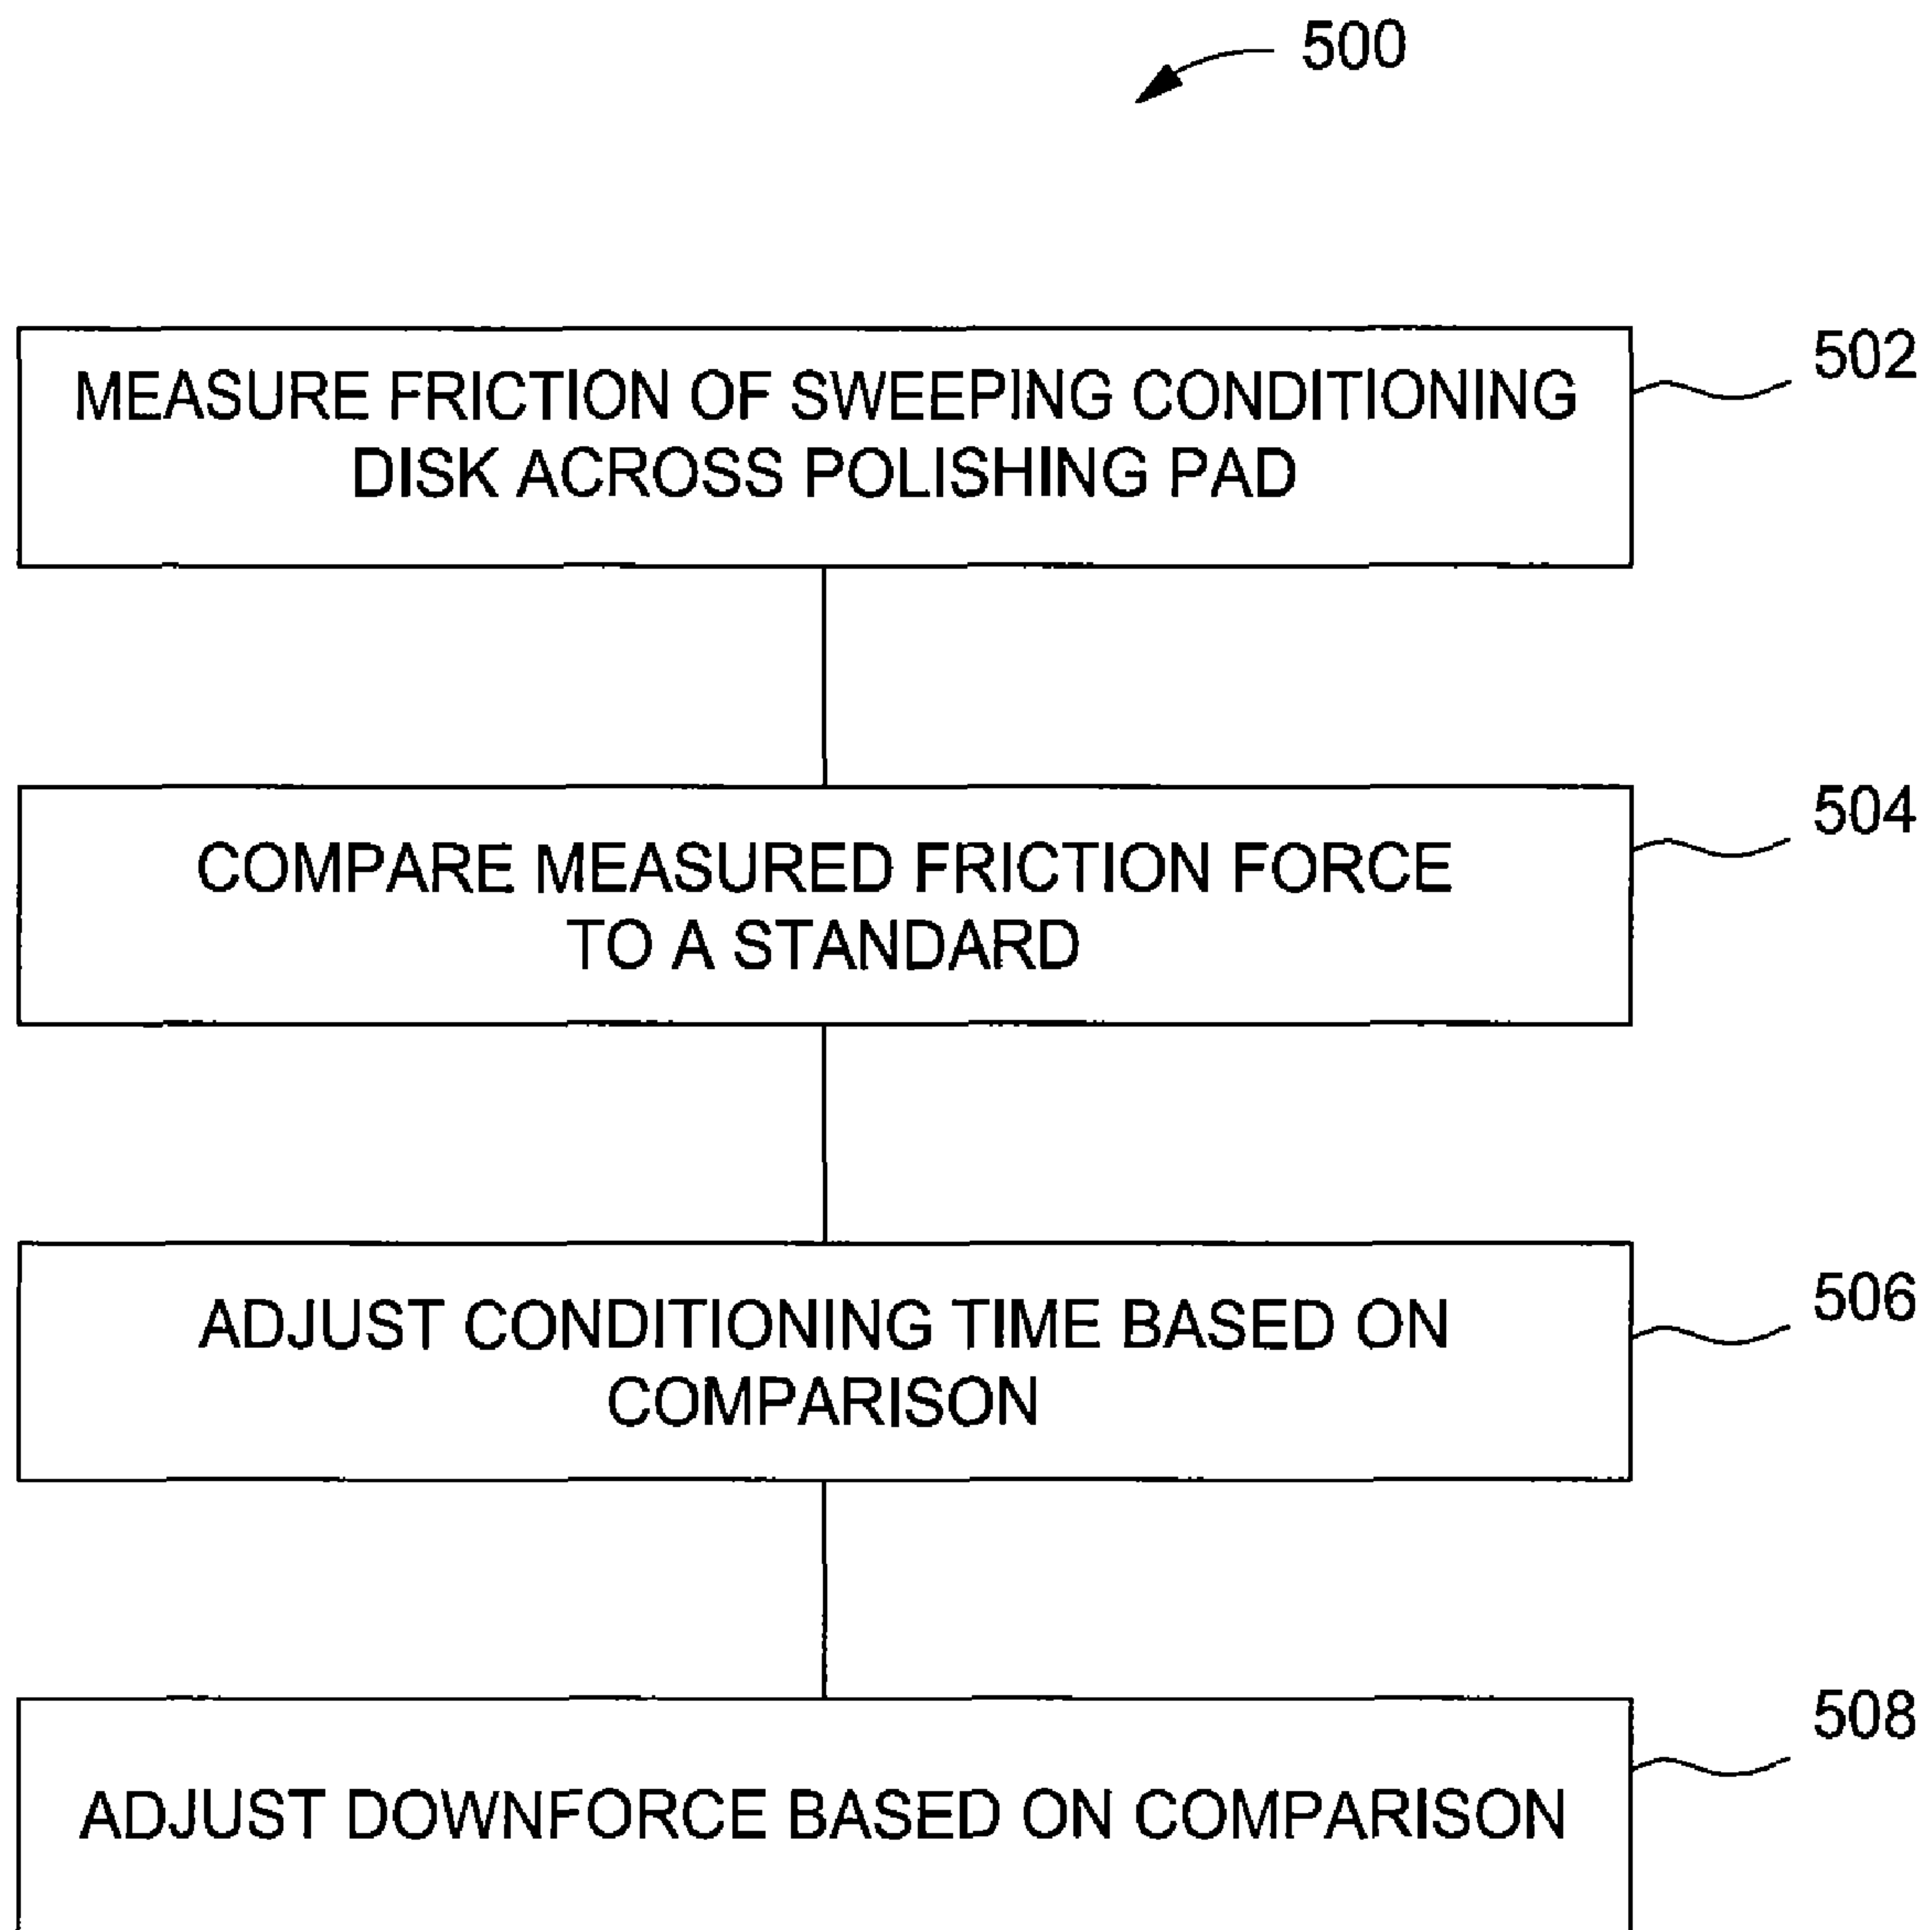 500
MEASURE FRICTION OF SWEEPING CONDITIONING
DISK ACROSS POLISHING PAD
502
COMPARE MEASURED FRICTION FORCE
TO A STANDARD
504
ADJUST CONDITIONING TIME BASED ON
COMPARISON
506
ADJUST DOWNFORCE BASED ON COMPARISON
508